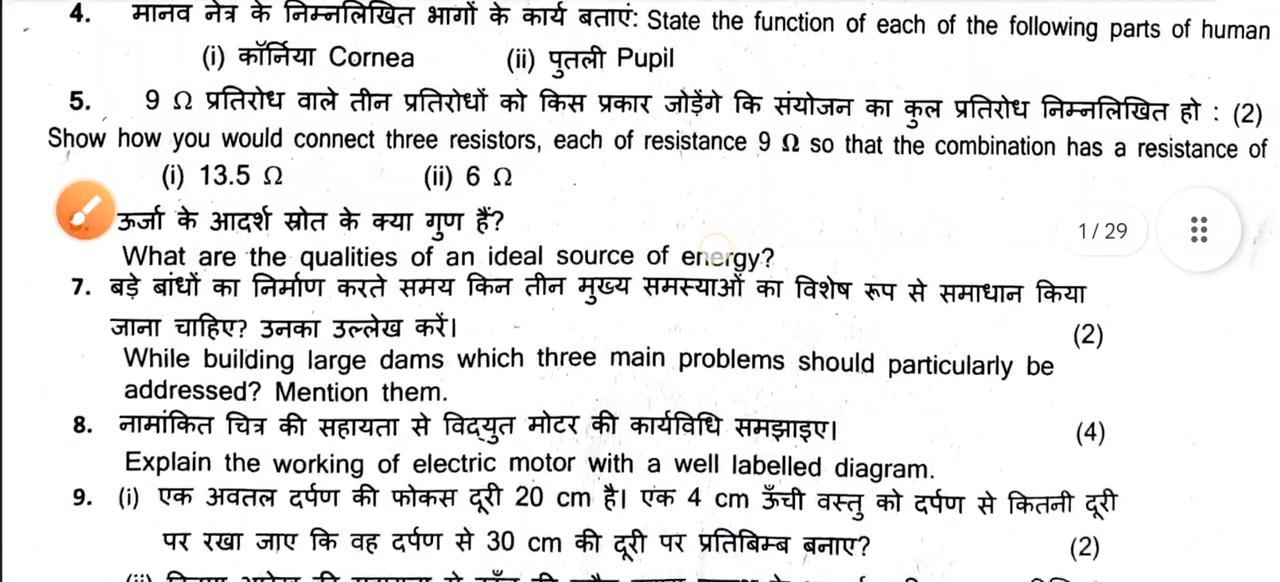 4. मानव नेत्र के निम्नलिखित भागों के कार्य बताएं: State the function of each of the following parts of human
(i) कॉर्निया Cornea (ii) पुतली Pupil
5. 9 Ω प्रतिरोध वाले तीन प्रतिरोधों को किस प्रकार जोड़ेंगे कि संयोजन का कुल प्रतिरोध निम्नलिखित हो : (2)
Show how you would connect three resistors, each of resistance 9 Ω so that the combination has a resistance of
(i) 13.5 Ω (ii) 6 Ω
ऊर्जा के आदर्श स्रोत के क्या गुण हैं?
1 / 29
What are the qualities of an ideal source of energy?
7. बड़े बांधों का निर्माण करते समय किन तीन मुख्य समस्याओं का विशेष रूप से समाधान किया
जाना चाहिए? उनका उल्लेख करें। (2)
While building large dams which three main problems should particularly be
addressed? Mention them.
8. नामांकित चित्र की सहायता से विद्युत मोटर की कार्यविधि समझाइए। (4)
Explain the working of electric motor with a well labelled diagram.
9. (i) एक अवतल दर्पण की फोकस दूरी 20 cm है। एक 4 cm ऊँची वस्तु को दर्पण से कितनी दूरी
पर रखा जाए कि वह दर्पण से 30 cm की दूरी पर प्रतिबिम्ब बनाए? (2)